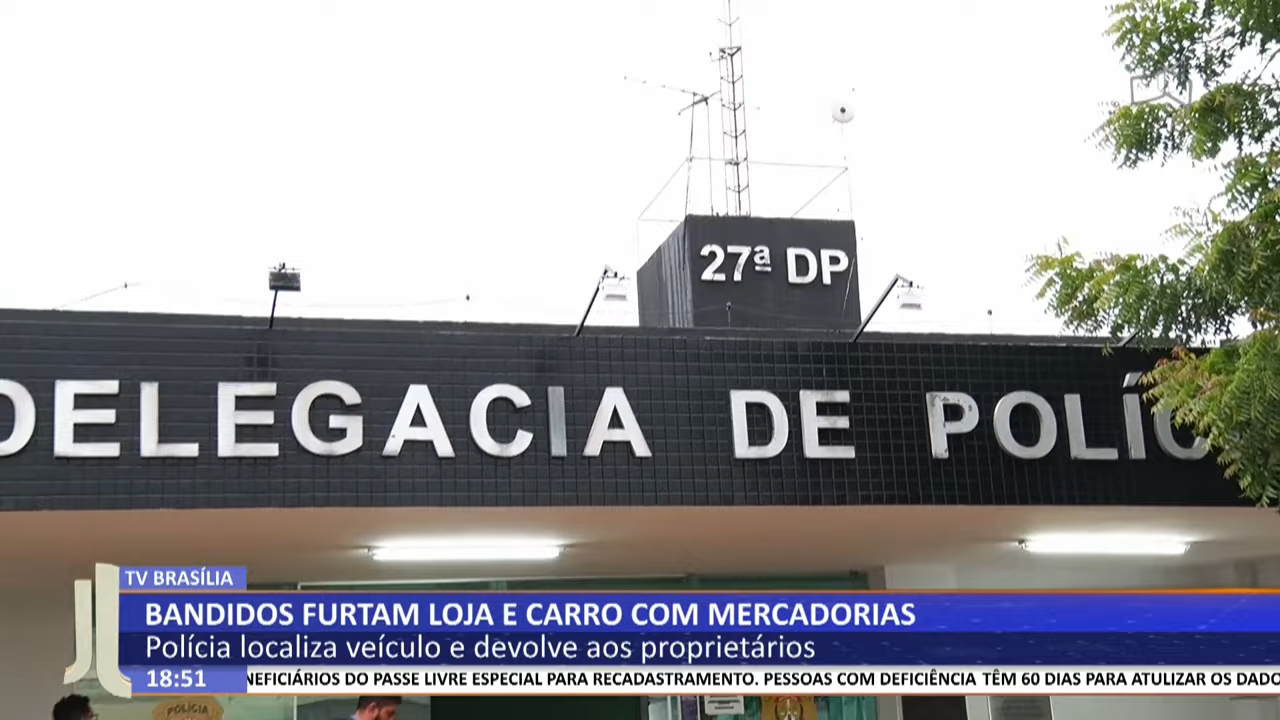 27ª DP
DELEGACIA DE POLÍC
TV BRASÍLIA
BANDIDOS FURTAM LOJA E CARRO COM MERCADORIAS
Polícia localiza veículo e devolve aos proprietários
18:51
NEFICIÁRIOS DO PASSE LIVRE ESPECIAL PARA RECADASTRAMENTO. PESSOAS COM DEFICIÊNCIA TÊM 60 DIAS PARA ATULIZAR OS DADO
POLÍCIA